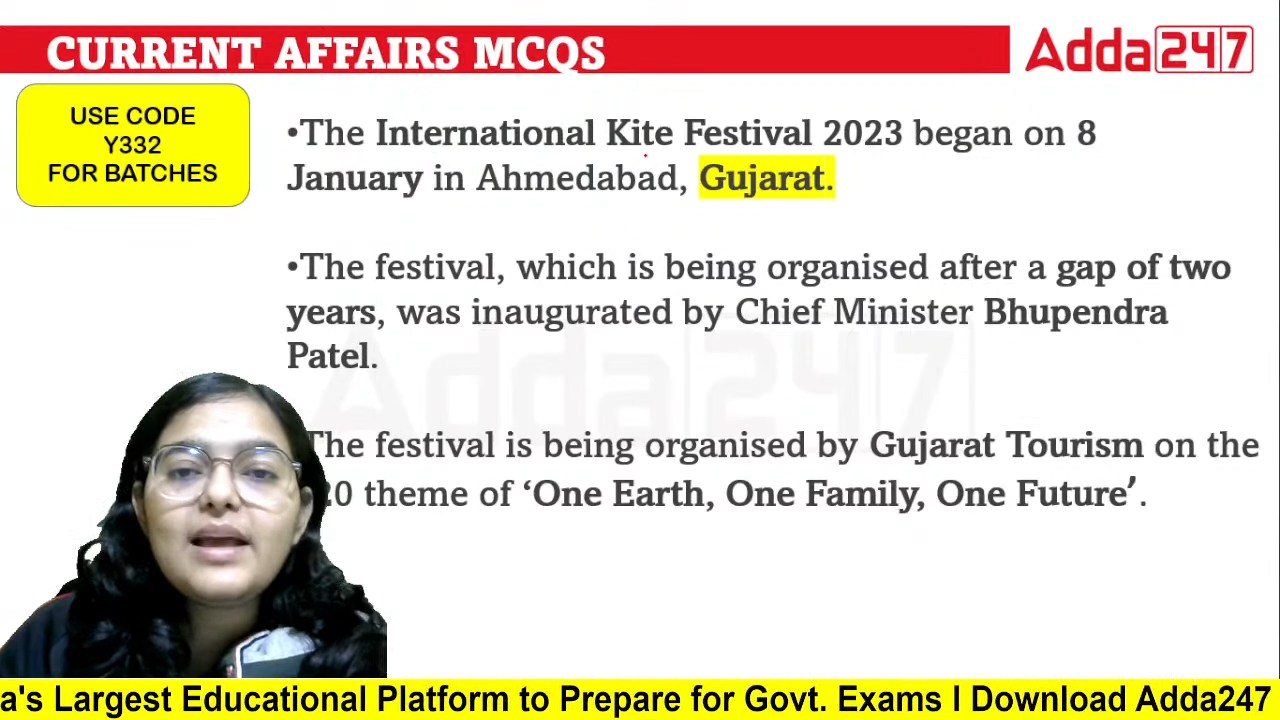 CURRENT AFFAIRS MCQS
Adda247
USE CODE
Y332
FOR BATCHES
•The International Kite Festival 2023 began on 8
January in Ahmedabad, Gujarat.
•The festival, which is being organised after a gap of two
years, was inaugurated by Chief Minister Bhupendra
Patel.
The festival is being organised by Gujarat Tourism on the
20 theme of ‘One Earth, One Family, One Future’.
Adda247
a's Largest Educational Platform to Prepare for Govt. Exams I Download Adda247